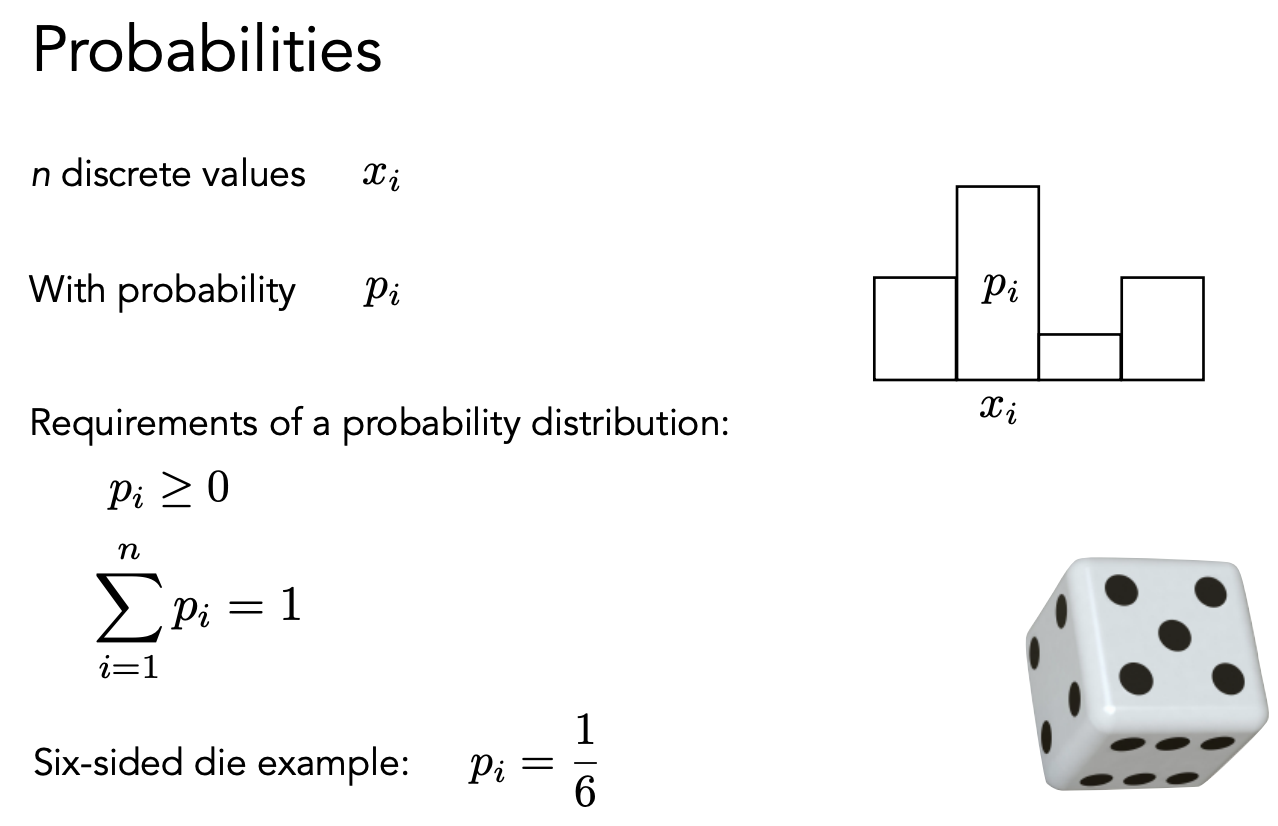 Probabilities
n discrete values x_i
With probability p_i
p_i
x_i
Requirements of a probability distribution:
p_i ≥ 0
\sum_{i=1}^{n} p_i = 1
Six-sided die example: p_i = \frac{1}{6}